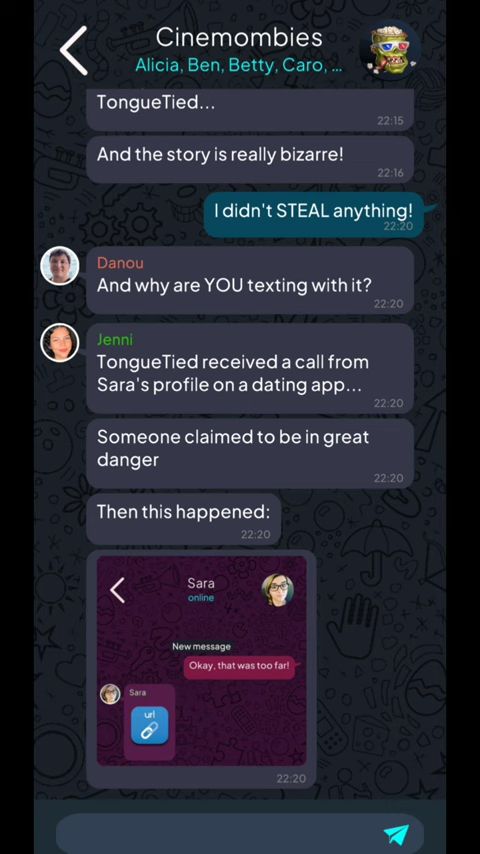 Cinemombies
Alicia, Ben, Betty, Caro, ...
TongueTied...
22:15
And the story is really bizarre!
22:16
I didn't STEAL anything!
22:20
Danou
And why are YOU texting with it?
22:20
Jenni
TongueTied received a call from
Sara's profile on a dating app...
22:20
Someone claimed to be in great
danger
22:20
Then this happened:
22:20
Sara
online
New message
Okay, that was too far!
Sara
url
22:20